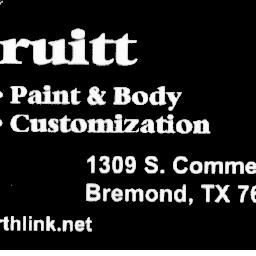 ruitt
• Paint & Body
• Customization
1309 S. Comme
Bremond, TX 76
rthlink.net